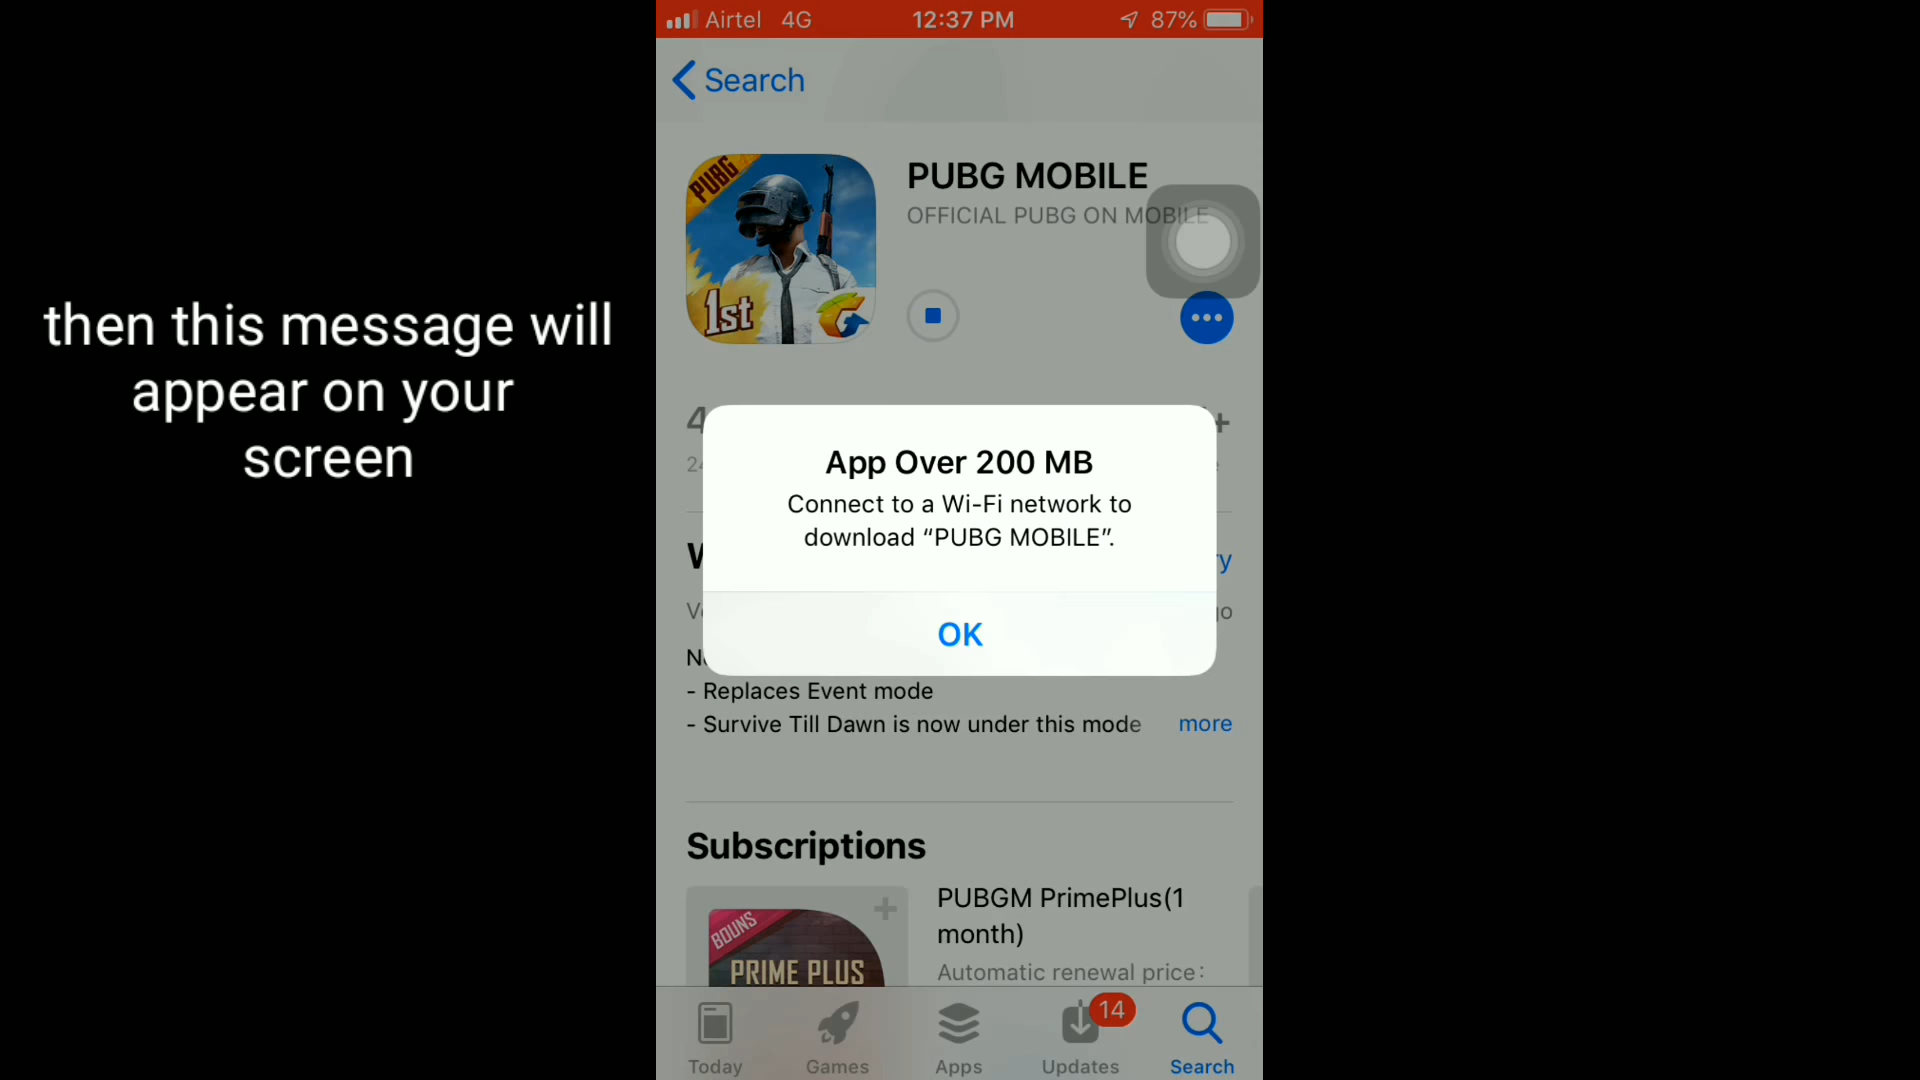 then this message will
appear on your
screen
Airtel 4G 12:37 PM 87%
Search
PUBG
1st
PUBG MOBILE
OFFICIAL PUBG ON MOBILE
App Over 200 MB
Connect to a Wi-Fi network to
download “PUBG MOBILE”.
OK
- Replaces Event mode
- Survive Till Dawn is now under this mode more
Subscriptions
BOUNS
PRIME PLUS
PUBGM PrimePlus(1
month)
Automatic renewal price:
14
Today Games Apps Updates Search